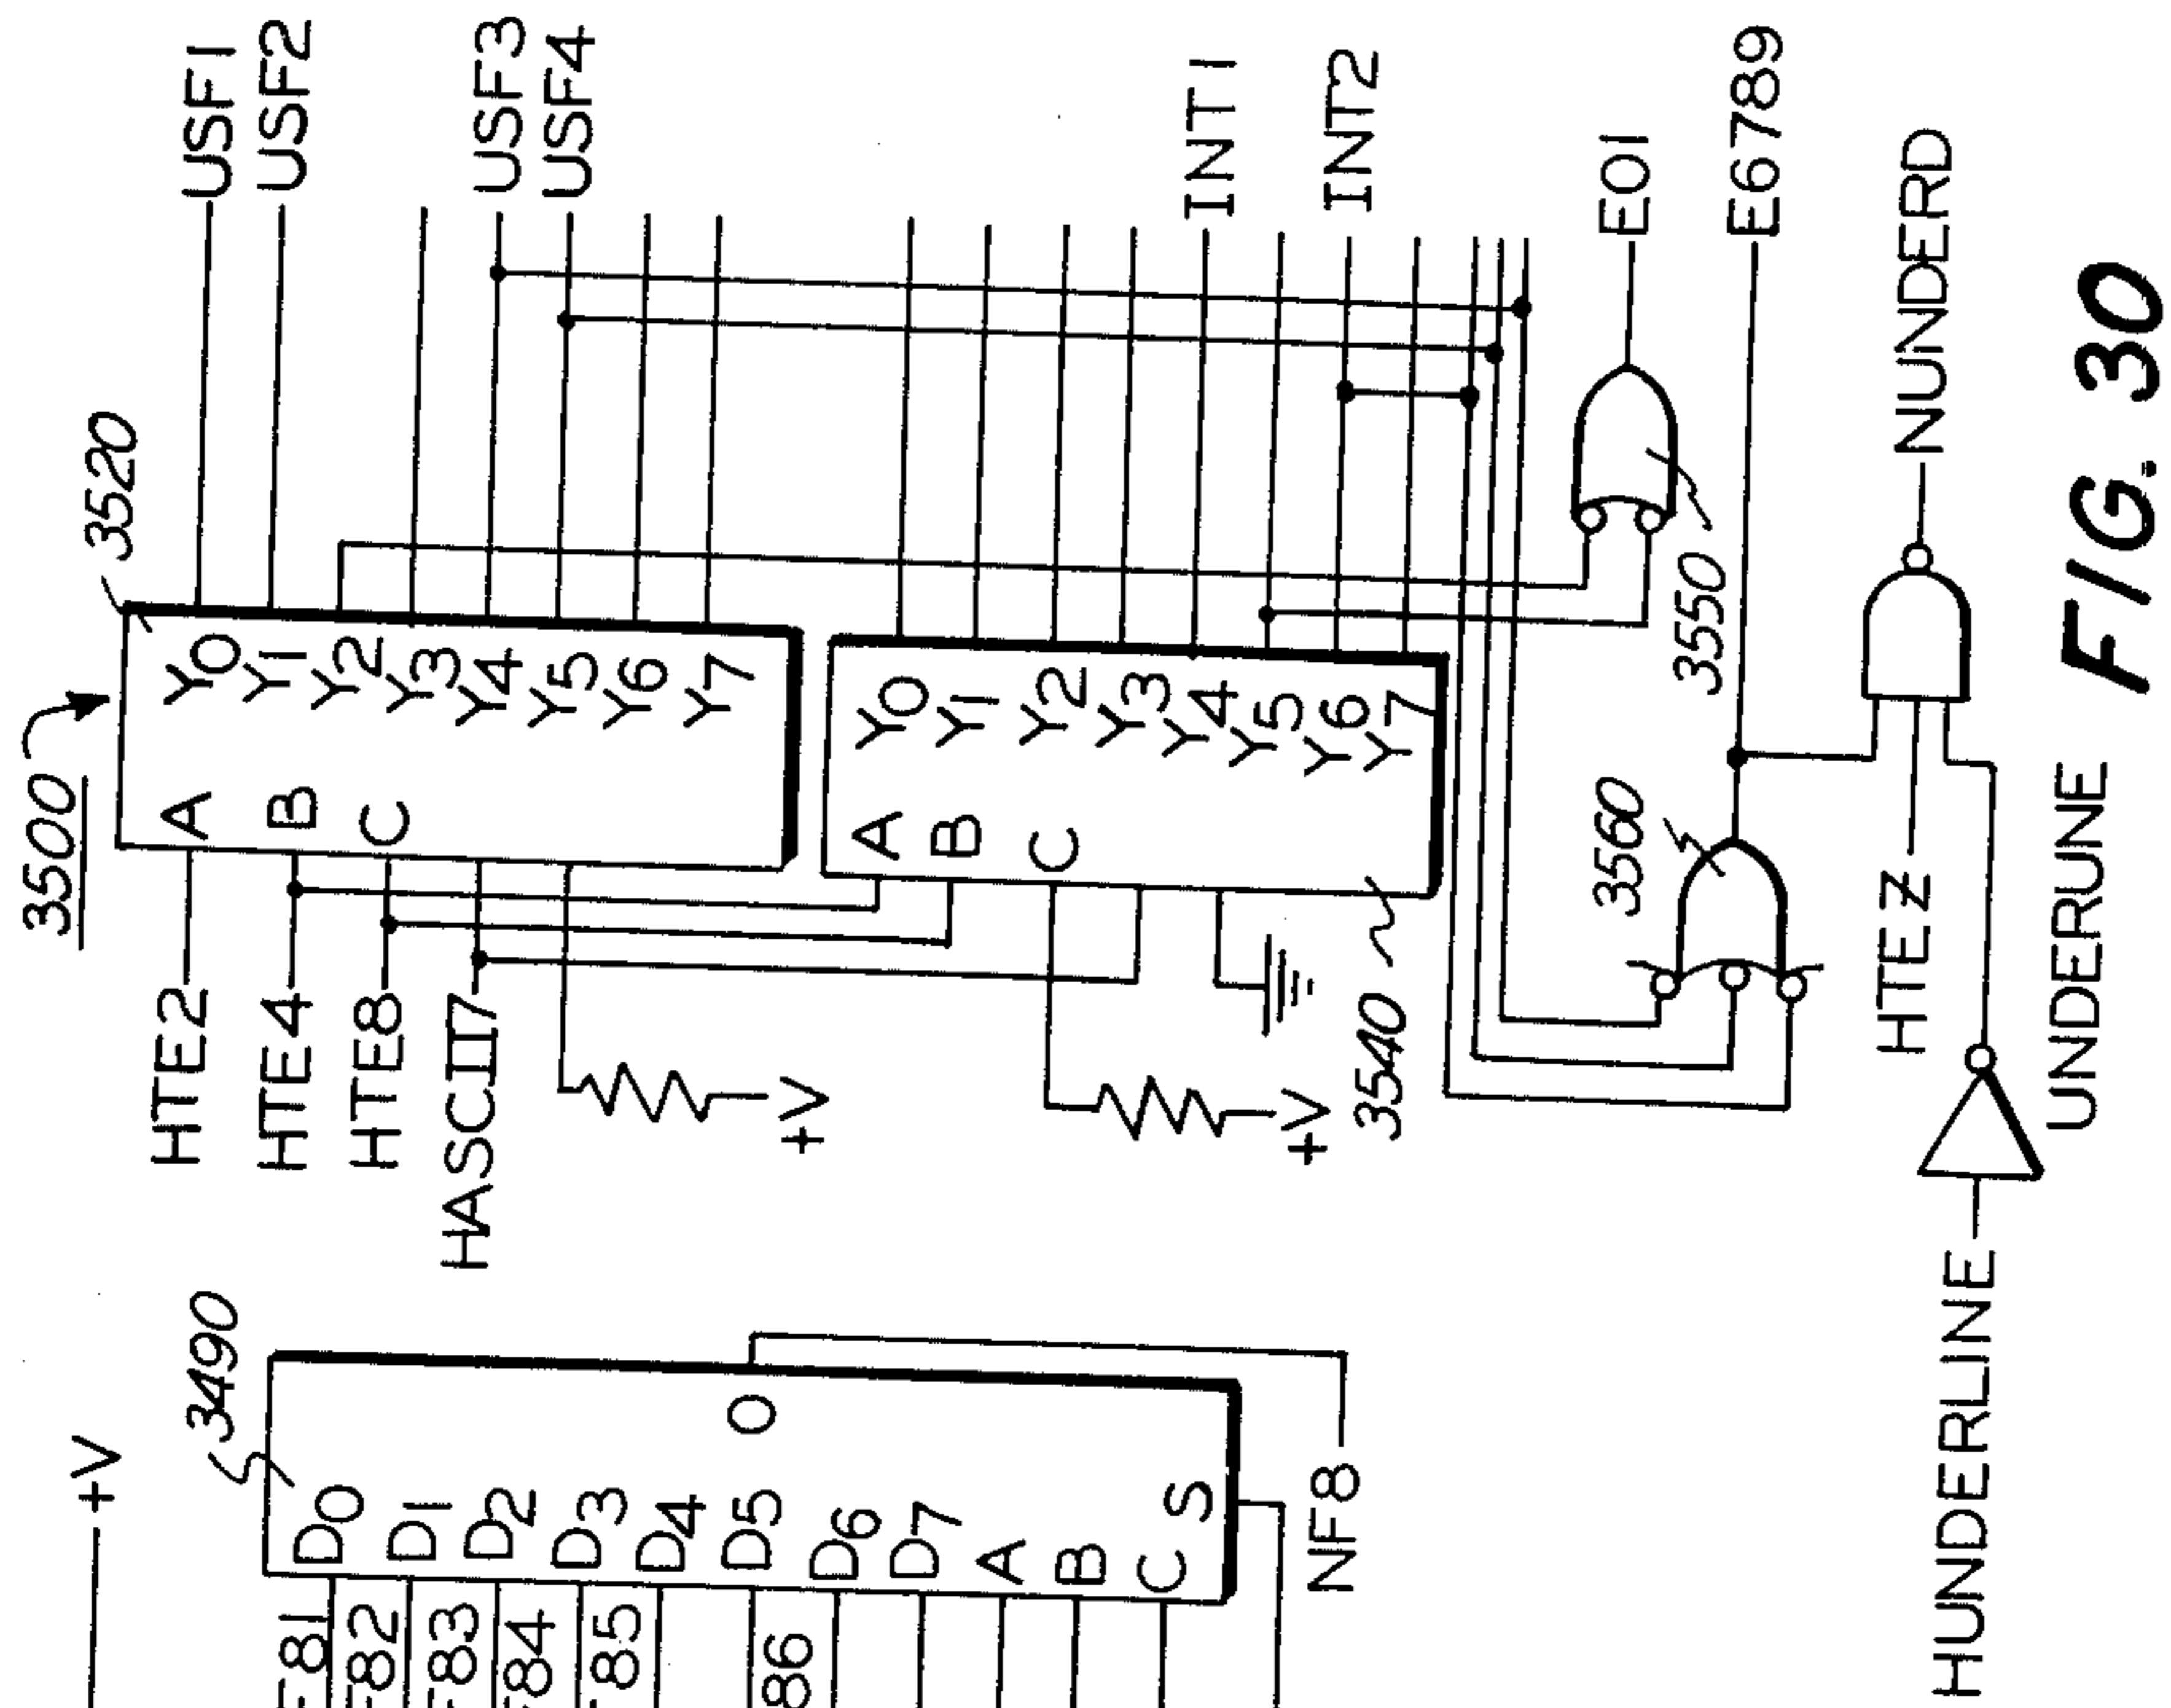 3500
3520
HTE2
HTE4
HTE8
HASCII7
+V
A
B
C
Y0
Y1
Y2
Y3
Y4
Y5
Y6
Y7
USF1
USF2
USF3
USF4
+V
3540
A
B
C
Y0
Y1
Y2
Y3
Y4
Y5
Y6
Y7
INT1
INT2
3550
EO1
3560
E6789
HTEZ
NUNDERD
HUNDERLINE
UNDERUNE
+V
3490
F81
F82
F83
F84
F85
86
D0
D1
D2
D3
D4
D5
D6
D7
A
B
C
O
S
NF8
FIG. 30